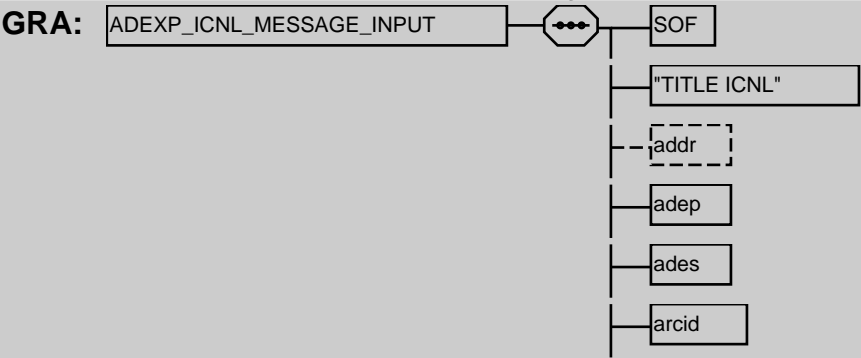 GRA: ADEXP_ICNL_MESSAGE_INPUT SOF
"TITLE ICNL"
addr
adep
ades
arcid